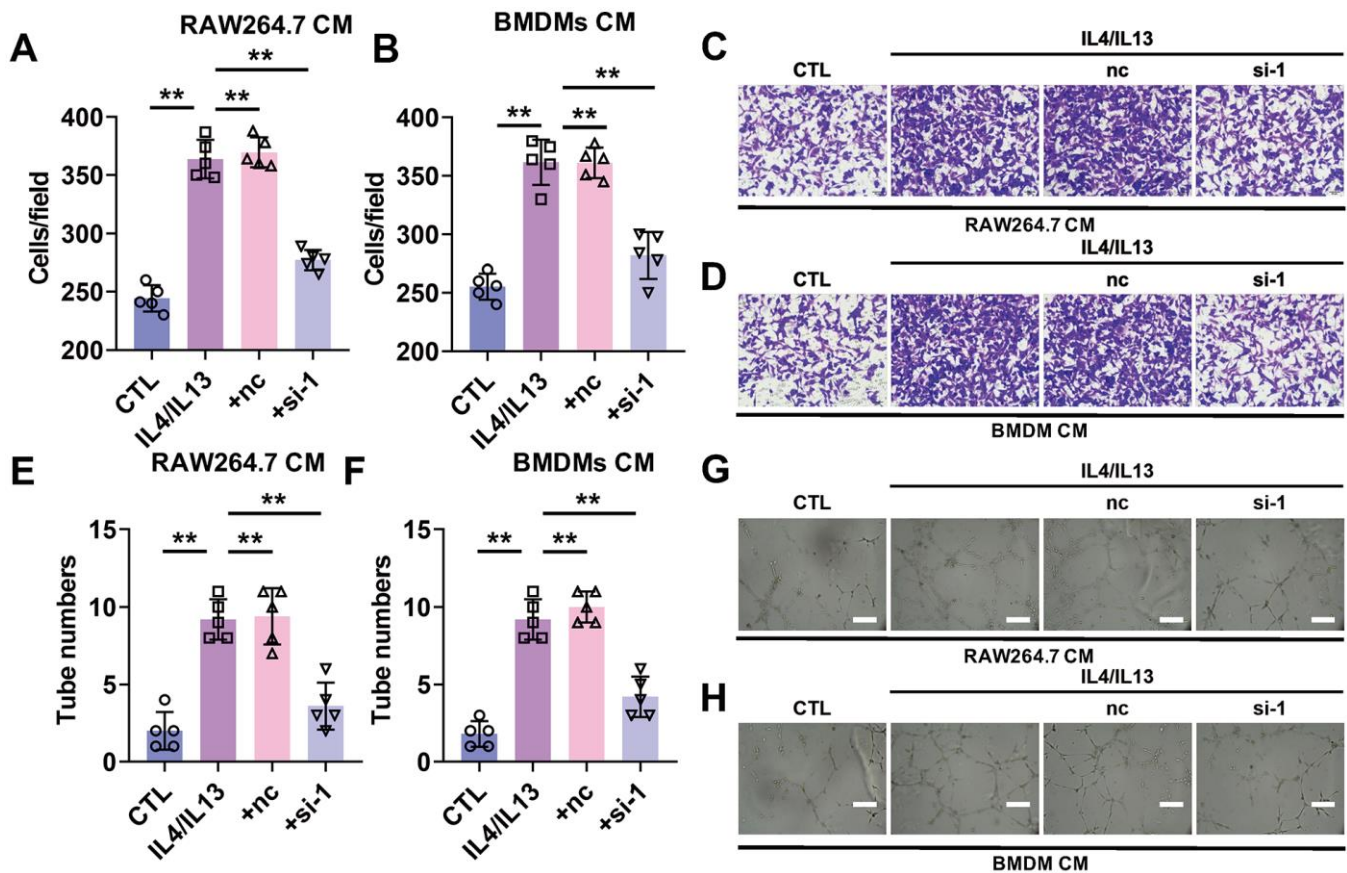 A
RAW264.7 CM
Cells/field
400
350
300
250
200
**
**
**
CTL
IL4/IL13
+nc
+si-1
B
BMDMs CM
Cells/field
400
350
300
250
200
**
**
**
CTL
IL4/IL13
+nc
+si-1
C
IL4/IL13
CTL
nc
si-1
RAW264.7 CM
D
IL4/IL13
CTL
nc
si-1
BMDM CM
E
RAW264.7 CM
Tube numbers
15
10
5
0
**
**
**
CTL
IL4/IL13
+nc
+si-1
F
BMDMs CM
Tube numbers
15
10
5
0
**
**
**
CTL
IL4/IL13
+nc
+si-1
G
IL4/IL13
CTL
nc
si-1
RAW264.7 CM
H
IL4/IL13
CTL
nc
si-1
BMDM CM